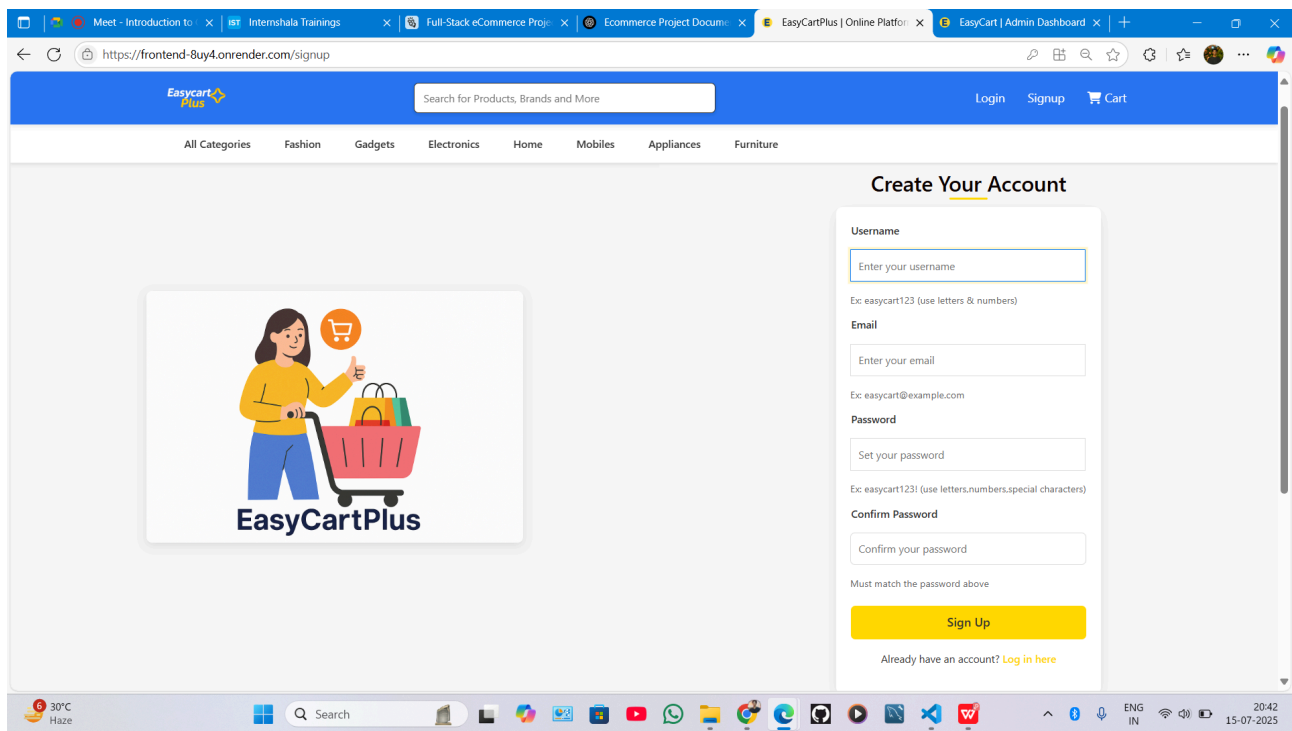 Meet - Introduction to
Internshala Trainings
Full-Stack eCommerce Proje
Ecommerce Project Docume
EasyCartPlus | Online Platfor
EasyCart | Admin Dashboard
https://frontend-8uy4.onrender.com/signup
Easycart
Plus
Search for Products, Brands and More
Login Signup Cart
All Categories Fashion Gadgets Electronics Home Mobiles Appliances Furniture
Create Your Account
Username
Enter your username
Ex: easycart123 (use letters & numbers)
Email
Enter your email
Ex: easycart@example.com
Password
Set your password
Ex: easycart123! (use letters,numbers,special characters)
Confirm Password
Confirm your password
Must match the password above
Sign Up
Already have an account? Log in here
EasyCartPlus
6
30°C
Haze
Search
ENG
IN
20:42
15-07-2025